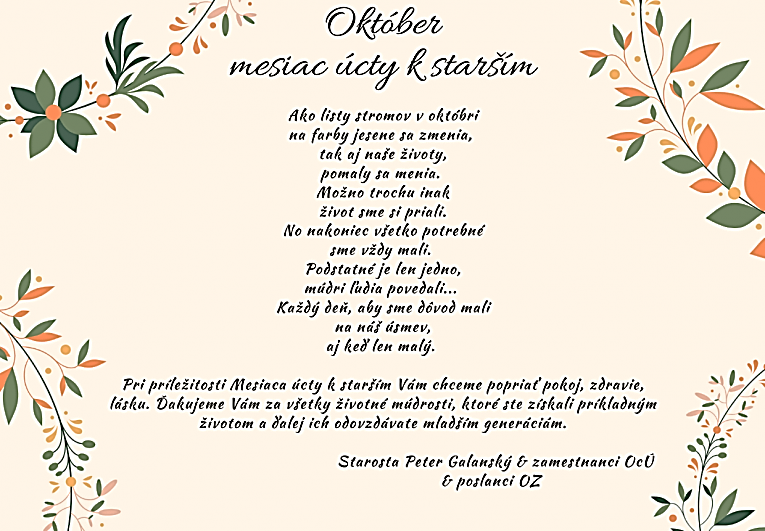 Október
mesiac úcty k starším
Ako listy stromov v októbri
na farby jesene sa zmenia,
tak aj naše životy,
pomaly sa menia.
Možno trochu inak
život sme si priali.
No nakoniec všetko potrebné
sme vždy mali.
Podstatné je len jedno,
múdri ľudia povedali...
Každý deň, aby sme dôvod mali
na náš úsmev,
aj keď len malý.
Pri príležitosti Mesiaca úcty k starším Vám chceme popriať pokoj, zdravie,
lásku. Ďakujeme Vám za všetky životné múdrosti, ktoré ste získali príkladným
životom a ďalej ich odovzdávate mladším generáciám.
Starosta Peter Galanský & zamestnanci OcÚ
& poslanci OZ